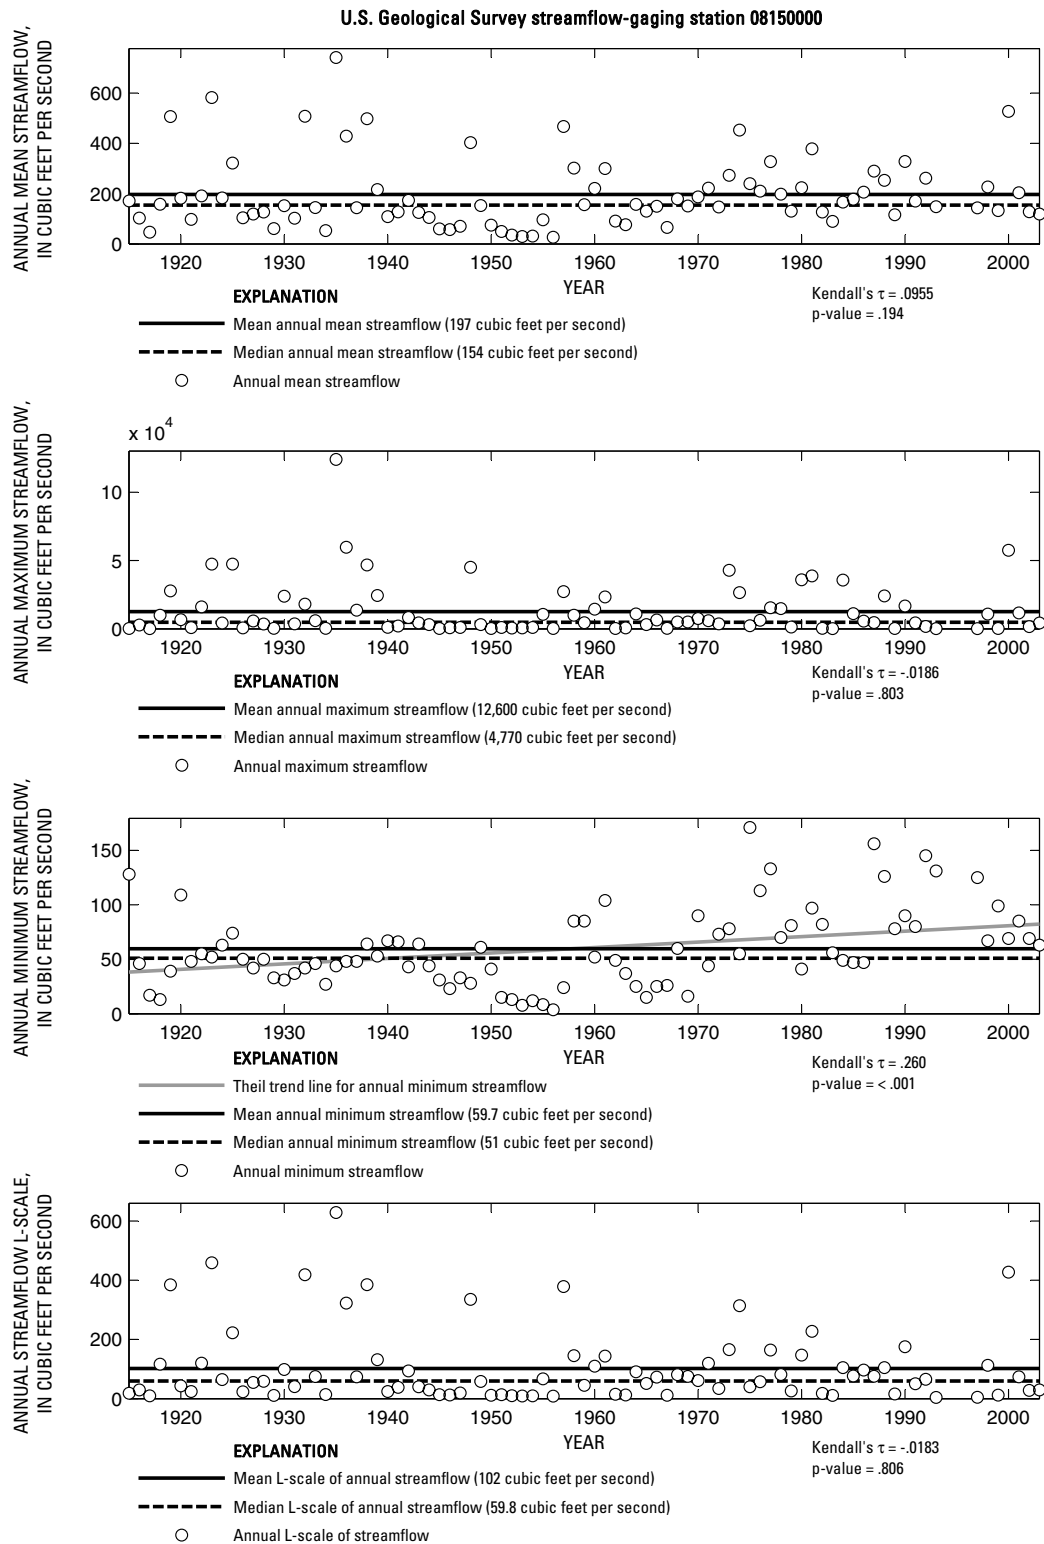 U.S. Geological Survey streamflow-gaging station 08150000
ANNUAL MEAN STREAMFLOW,
IN CUBIC FEET PER SECOND
600
400
200
0
1920 1930 1940 1950 1960 1970 1980 1990 2000
YEAR
Kendall's τ = .0955
p-value = .194
EXPLANATION
Mean annual mean streamflow (197 cubic feet per second)
Median annual mean streamflow (154 cubic feet per second)
Annual mean streamflow
ANNUAL MAXIMUM STREAMFLOW,
IN CUBIC FEET PER SECOND
x 10^4
10
5
0
1920 1930 1940 1950 1960 1970 1980 1990 2000
YEAR
Kendall's τ = -.0186
p-value = .803
EXPLANATION
Mean annual maximum streamflow (12,600 cubic feet per second)
Median annual maximum streamflow (4,770 cubic feet per second)
Annual maximum streamflow
ANNUAL MINIMUM STREAMFLOW,
IN CUBIC FEET PER SECOND
150
100
50
0
1920 1930 1940 1950 1960 1970 1980 1990 2000
YEAR
Kendall's τ = .260
p-value = < .001
EXPLANATION
Theil trend line for annual minimum streamflow
Mean annual minimum streamflow (59.7 cubic feet per second)
Median annual minimum streamflow (51 cubic feet per second)
Annual minimum streamflow
ANNUAL STREAMFLOW L-SCALE,
IN CUBIC FEET PER SECOND
600
400
200
0
1920 1930 1940 1950 1960 1970 1980 1990 2000
YEAR
Kendall's τ = -.0183
p-value = .806
EXPLANATION
Mean L-scale of annual streamflow (102 cubic feet per second)
Median L-scale of annual streamflow (59.8 cubic feet per second)
Annual L-scale of streamflow